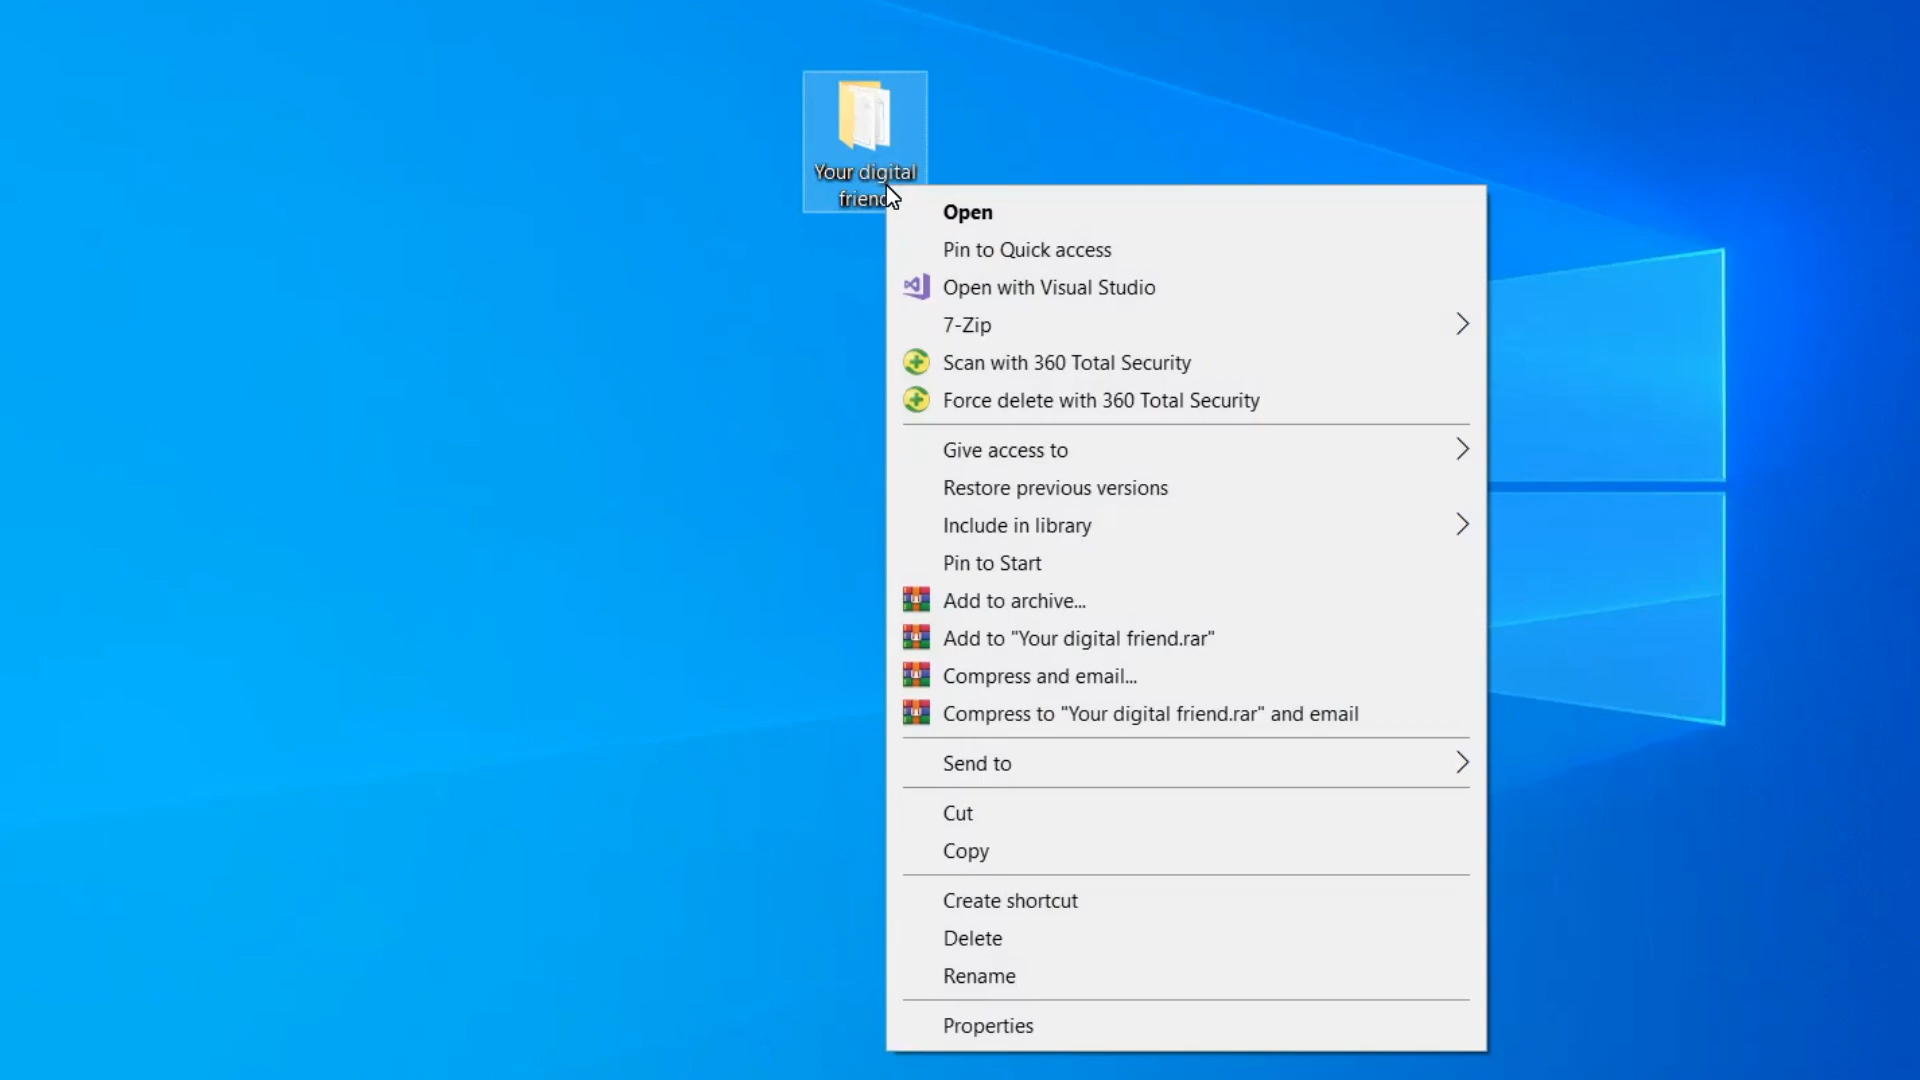 Your digital
friend
Open
Pin to Quick access
Open with Visual Studio
7-Zip
Scan with 360 Total Security
Force delete with 360 Total Security
Give access to
Restore previous versions
Include in library
Pin to Start
Add to archive...
Add to "Your digital friend.rar"
Compress and email...
Compress to "Your digital friend.rar" and email
Send to
Cut
Copy
Create shortcut
Delete
Rename
Properties